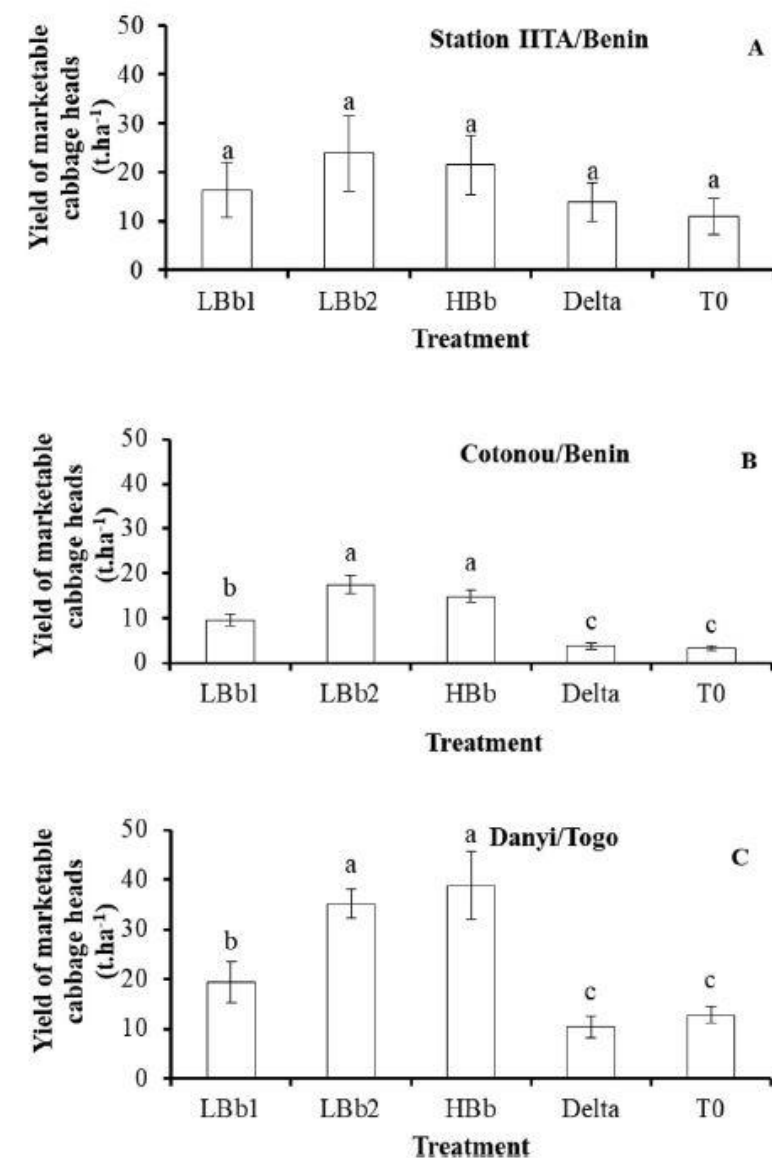 Station IITA/Benin
A
Yield of marketable
cabbage heads
(t.ha⁻¹)
50
40
30
20
10
0
a
a
a
a
a
LBb1
LBb2
HBb
Delta
T0
Treatment
Cotonou/Benin
B
Yield of marketable
cabbage heads
(t.ha⁻¹)
50
40
30
20
10
0
b
a
a
c
c
LBb1
LBb2
HBb
Delta
T0
Treatment
Danyi/Togo
C
Yield of marketable
cabbage heads
(t.ha⁻¹)
50
40
30
20
10
0
b
a
a
c
c
LBb1
LBb2
HBb
Delta
T0
Treatment